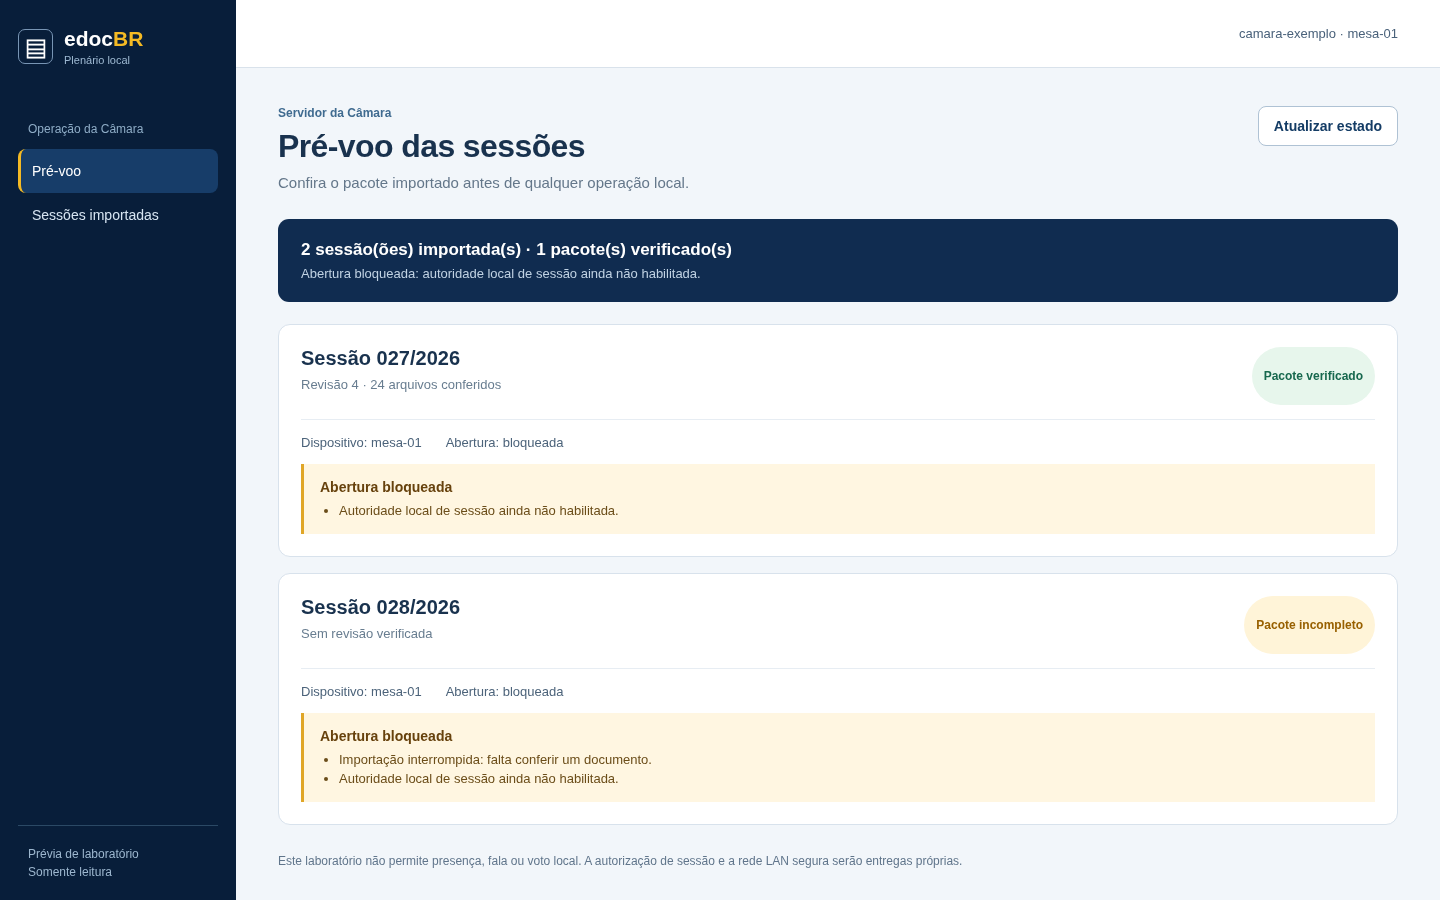 edocBR
Plenário local
camara-exemplo · mesa-01
Operação da Câmara
Pré-voo
Sessões importadas
Servidor da Câmara
Pré-voo das sessões
Confira o pacote importado antes de qualquer operação local.
Atualizar estado
2 sessão(ões) importada(s) · 1 pacote(s) verificado(s)
Abertura bloqueada: autoridade local de sessão ainda não habilitada.
Sessão 027/2026
Revisão 4 · 24 arquivos conferidos
Pacote verificado
Dispositivo: mesa-01 Abertura: bloqueada
Abertura bloqueada
• Autoridade local de sessão ainda não habilitada.
Sessão 028/2026
Sem revisão verificada
Pacote incompleto
Dispositivo: mesa-01 Abertura: bloqueada
Abertura bloqueada
• Importação interrompida: falta conferir um documento.
• Autoridade local de sessão ainda não habilitada.
Este laboratório não permite presença, fala ou voto local. A autorização de sessão e a rede LAN segura serão entregas próprias.
Prévia de laboratório
Somente leitura